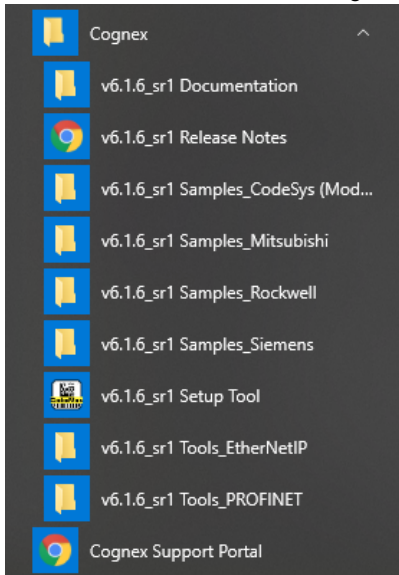 Cognex
v6.1.6_sr1 Documentation
v6.1.6_sr1 Release Notes
v6.1.6_sr1 Samples_CodeSys (Mod...
v6.1.6_sr1 Samples_Mitsubishi
v6.1.6_sr1 Samples_Rockwell
v6.1.6_sr1 Samples_Siemens
v6.1.6_sr1 Setup Tool
v6.1.6_sr1 Tools_EtherNetIP
v6.1.6_sr1 Tools_PROFINET
Cognex Support Portal